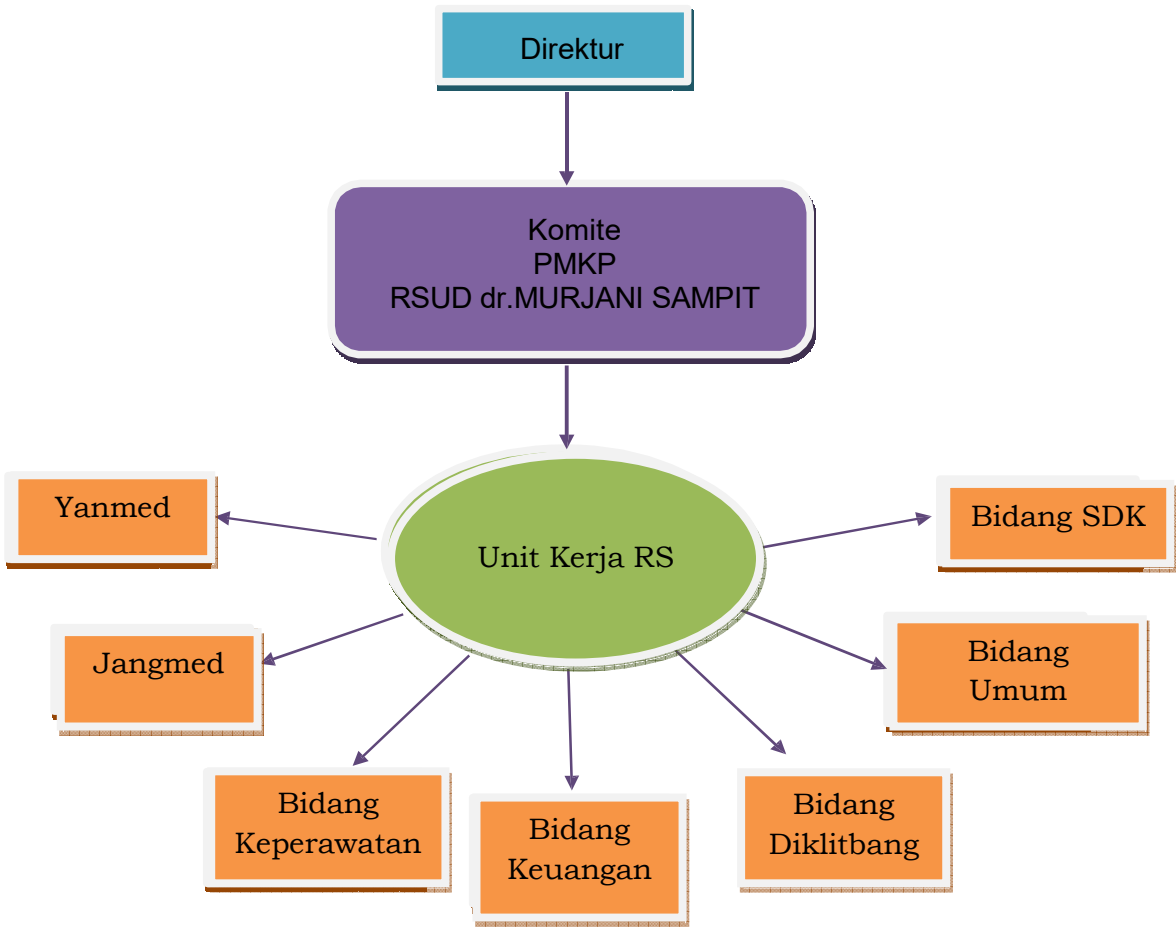 Direktur
Komite
PMKP
RSUD dr.MURJANI SAMPIT
Unit Kerja RS
Yanmed
Bidang SDK
Jangmed
Bidang
Umum
Bidang
Keperawatan
Bidang
Keuangan
Bidang
Diklitbang